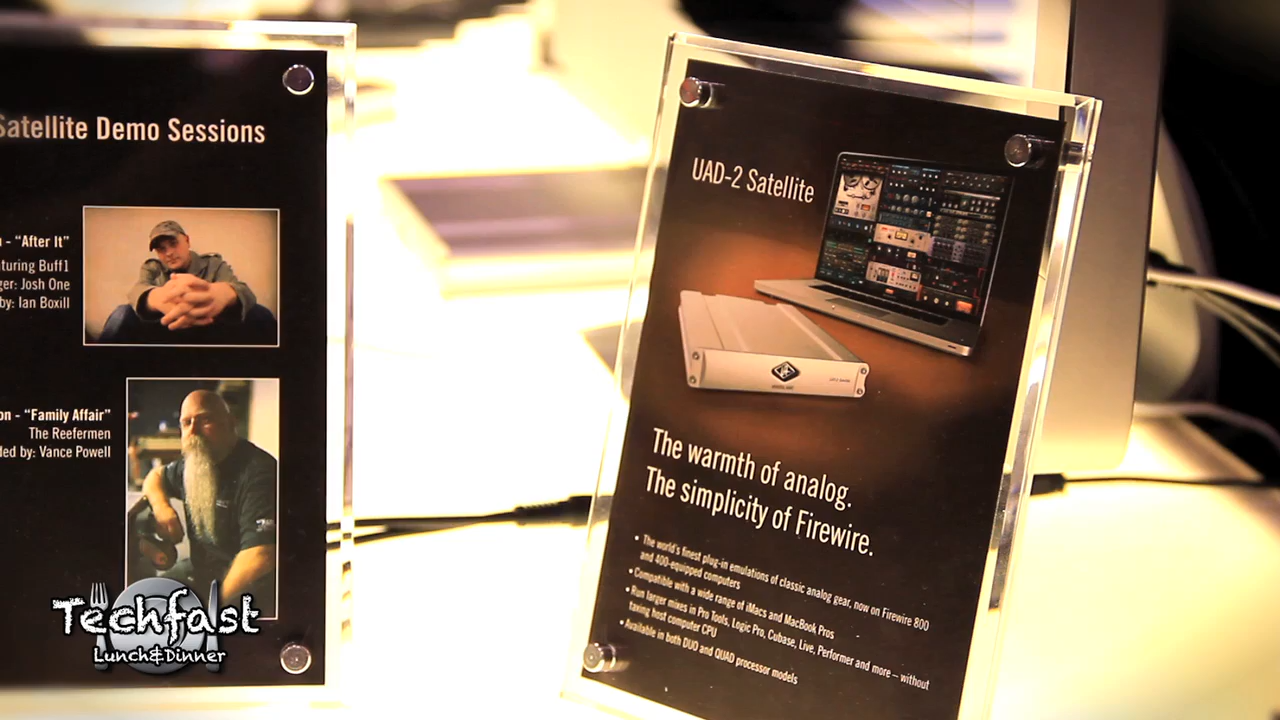 Satellite Demo Sessions
- "After It"
aturing Buff1
ger: Josh One
by: Ian Boxill
on - "Family Affair"
The Reefermen
ded by: Vance Powell
Techfast
Lunch&Dinner
UAD-2 Satellite
The warmth of analog.
The simplicity of Firewire.
• The world's finest plug-in emulations of classic analog gear, now on Firewire 800
and 400-equipped computers
• Compatible with a wide range of iMacs and MacBook Pros
• Run larger mixes in Pro Tools, Logic Pro, Cubase, Live, Performer and more – without
taxing host computer CPU
• Available in both DUO and QUAD processor models